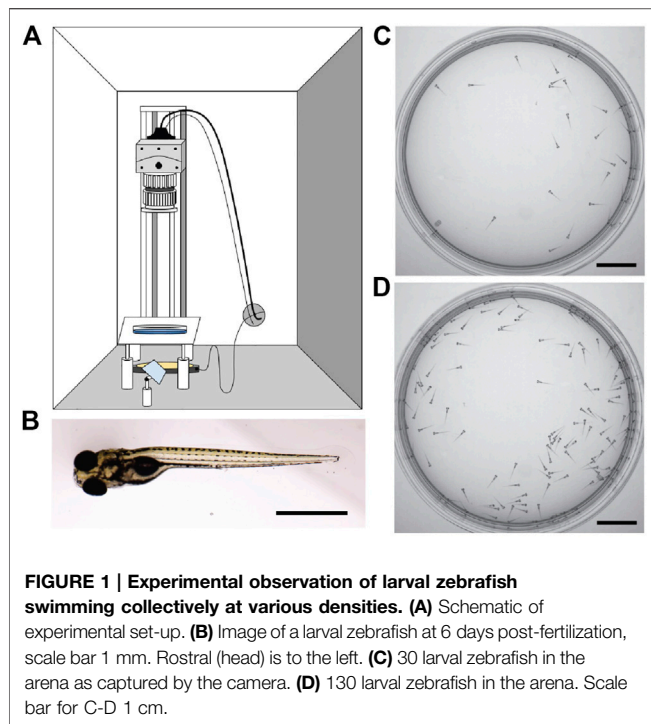 A
C
D
B
FIGURE 1 | Experimental observation of larval zebrafish
swimming collectively at various densities. (A) Schematic of
experimental set-up. (B) Image of a larval zebrafish at 6 days post-fertilization,
scale bar 1 mm. Rostral (head) is to the left. (C) 30 larval zebrafish in the
arena as captured by the camera. (D) 130 larval zebrafish in the arena. Scale
bar for C-D 1 cm.